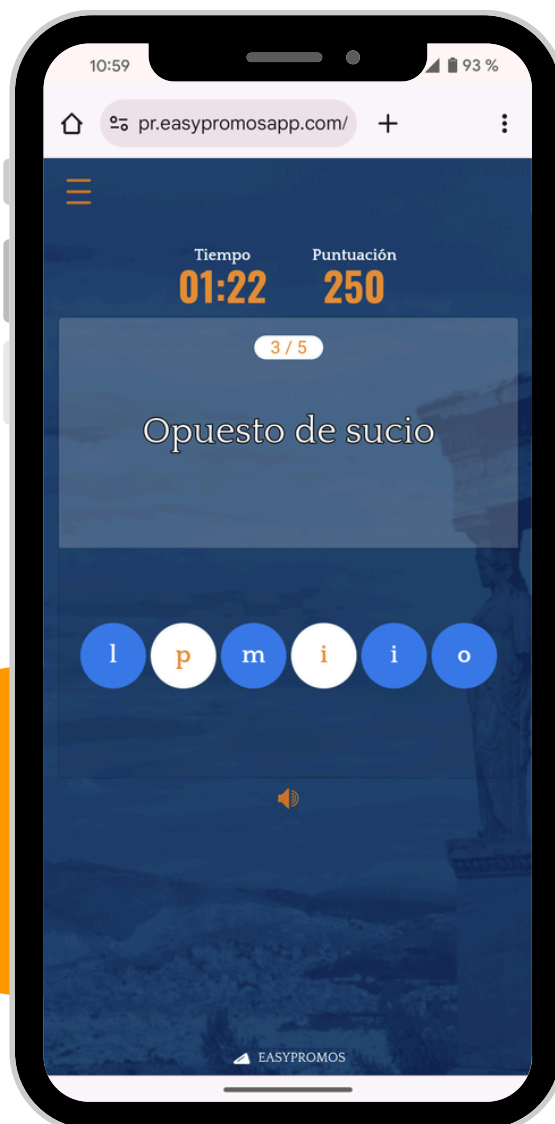 10:59
93 %
pr.easypromosapp.com/
Tiempo
Puntuación
01:22
250
3 / 5
Opuesto de sucio
l p m i i o
EASYPROMOS